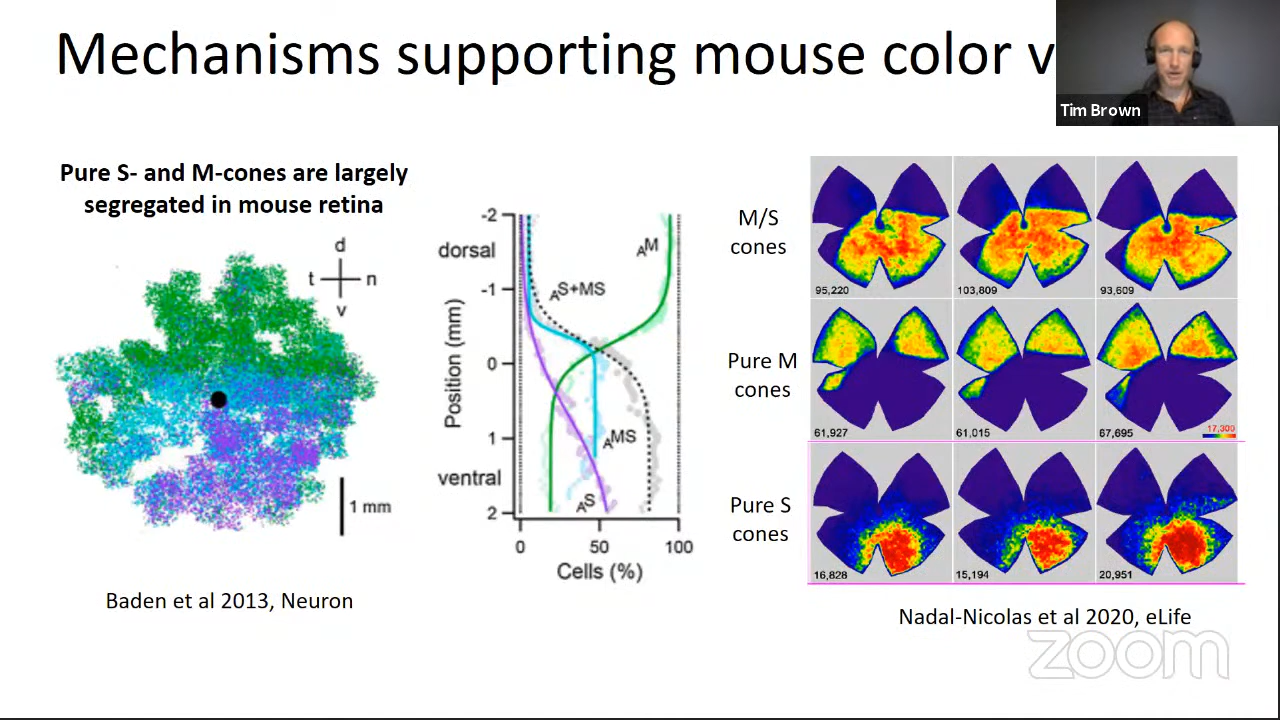 Mechanisms supporting mouse color v
Tim Brown
Pure S- and M-cones are largely
segregated in mouse retina
d
t n
v
1 mm
Baden et al 2013, Neuron
-2
dorsal
-1
0
1
ventral
2
Position (mm)
AM
AS+MS
AMS
AS
0 50 100
Cells (%)
M/S
cones
95,220 103,809 93,609
Pure M
cones
61,927 61,015 67,695
17,300
Pure S
cones
16,828 15,194 20,951
Nadal-Nicolas et al 2020, eLife
zoom